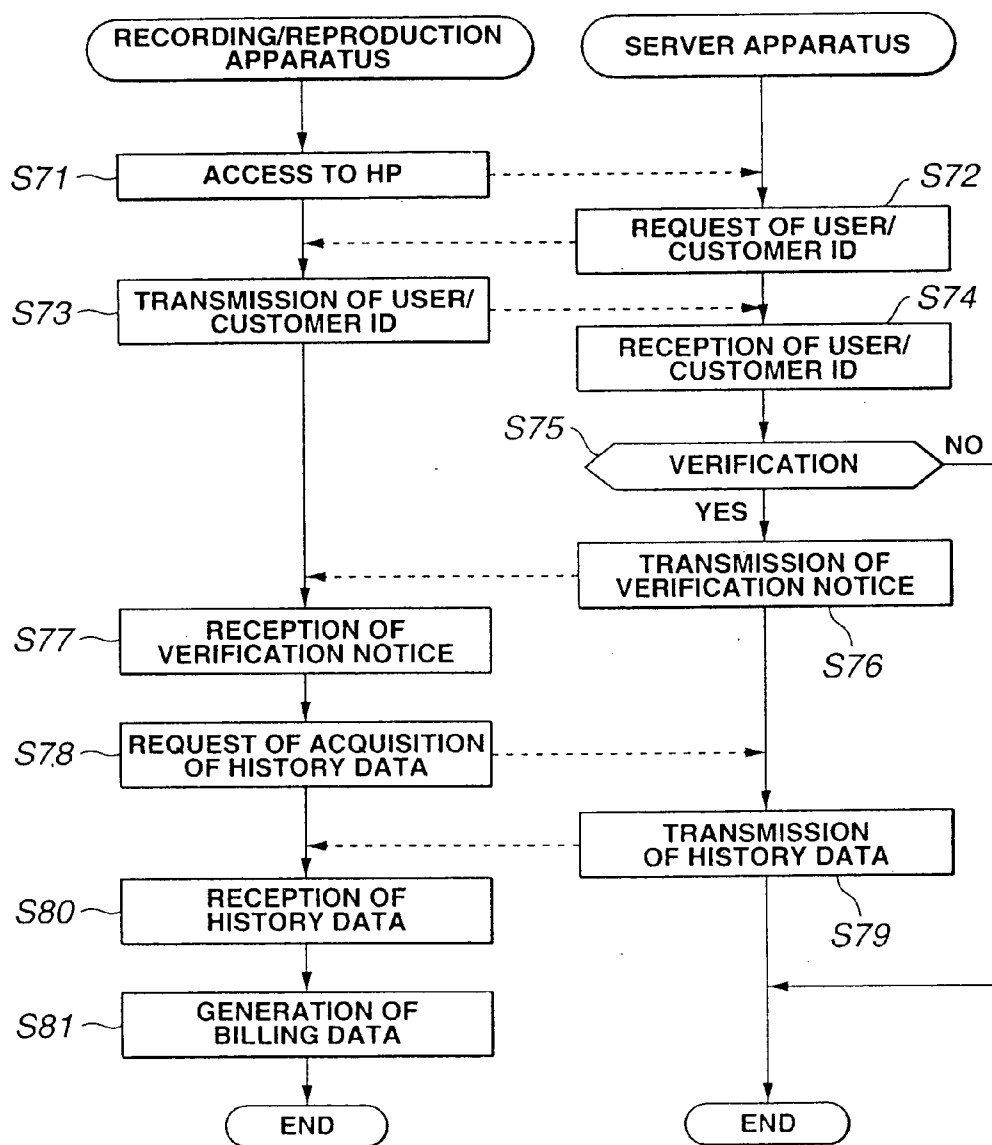 RECORDING/REPRODUCTION
APPARATUS
SERVER APPARATUS
S71
ACCESS TO HP
S72
REQUEST OF USER/
CUSTOMER ID
S73
TRANSMISSION OF USER/
CUSTOMER ID
S74
RECEPTION OF USER/
CUSTOMER ID
S75
VERIFICATION
NO
YES
TRANSMISSION OF
VERIFICATION NOTICE
S76
S77
RECEPTION OF
VERIFICATION NOTICE
S78
REQUEST OF ACQUISITION
OF HISTORY DATA
TRANSMISSION
OF HISTORY DATA
S79
S80
RECEPTION OF
HISTORY DATA
S81
GENERATION OF
BILLING DATA
END
END